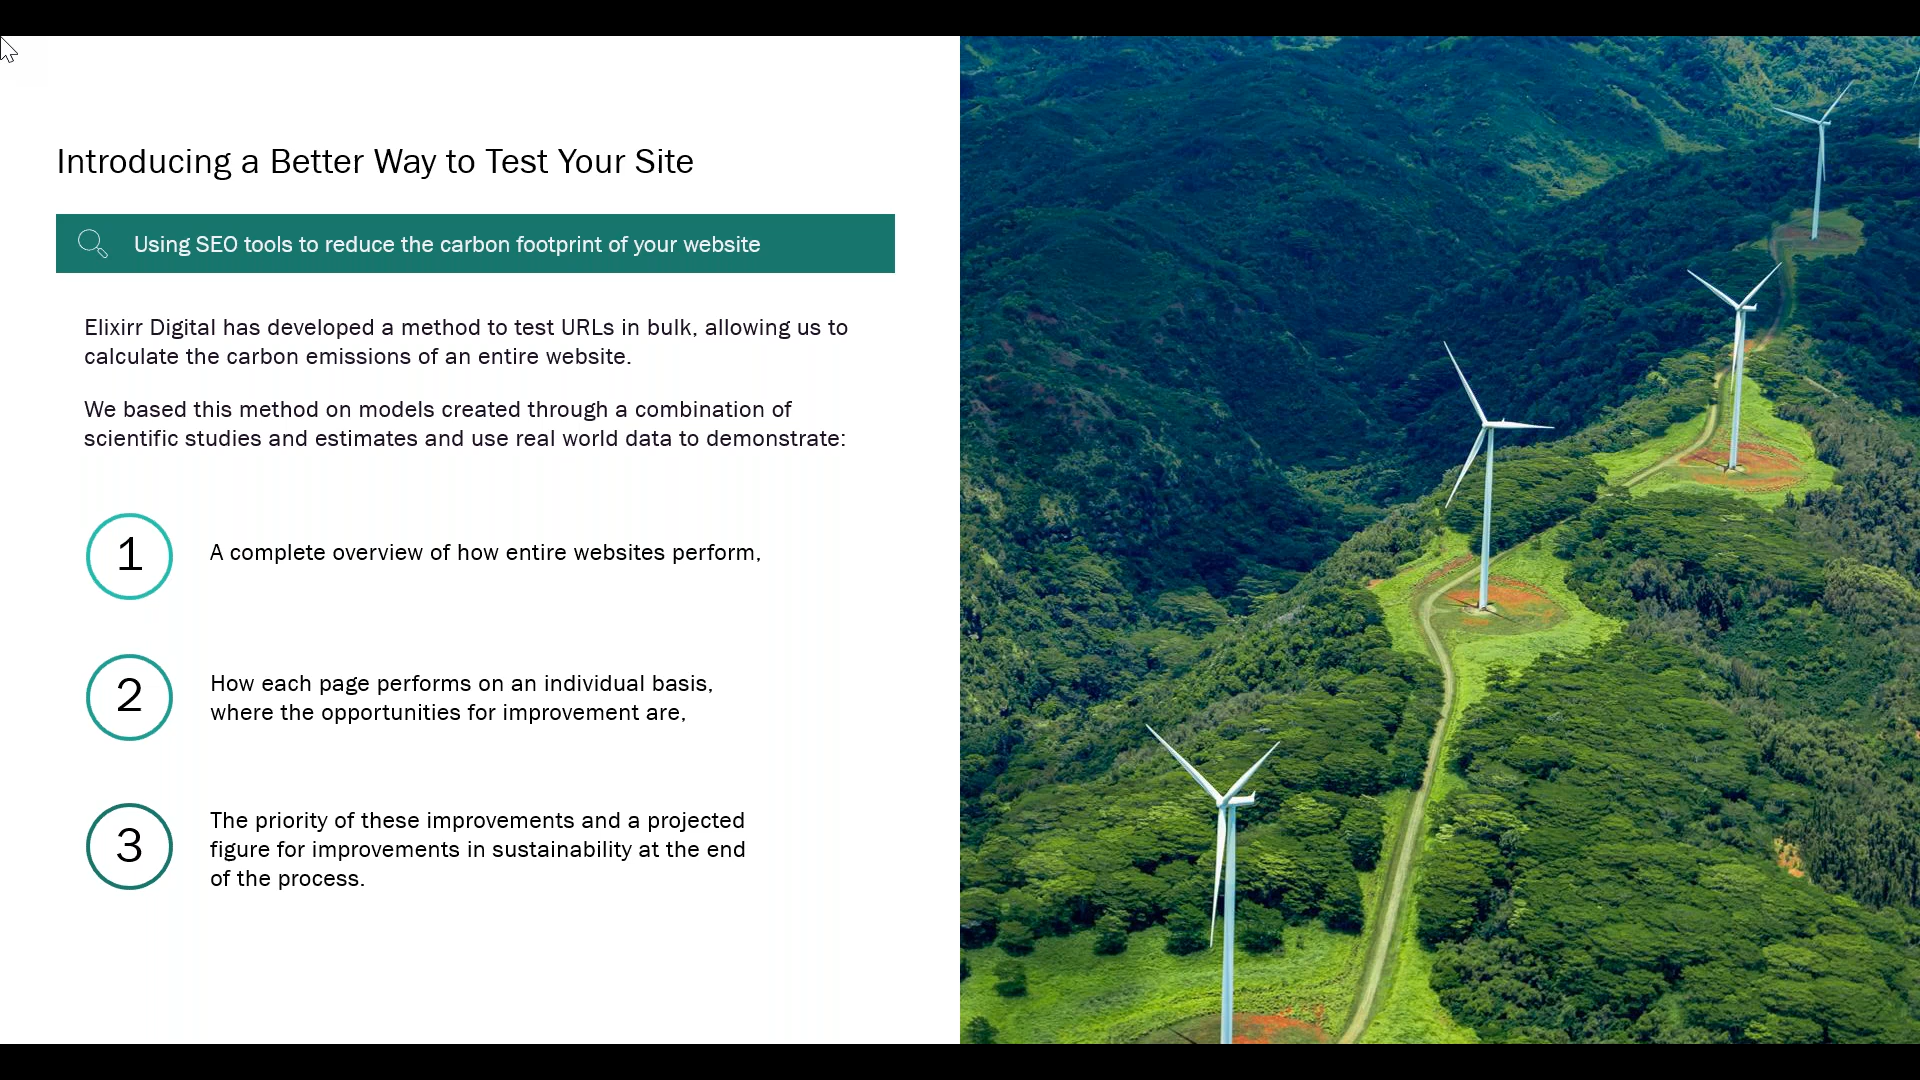 Introducing a Better Way to Test Your Site
Using SEO tools to reduce the carbon footprint of your website
Elixirr Digital has developed a method to test URLs in bulk, allowing us to
calculate the carbon emissions of an entire website.
We based this method on models created through a combination of
scientific studies and estimates and use real world data to demonstrate:
1
A complete overview of how entire websites perform,
2
How each page performs on an individual basis,
where the opportunities for improvement are,
3
The priority of these improvements and a projected
figure for improvements in sustainability at the end
of the process.